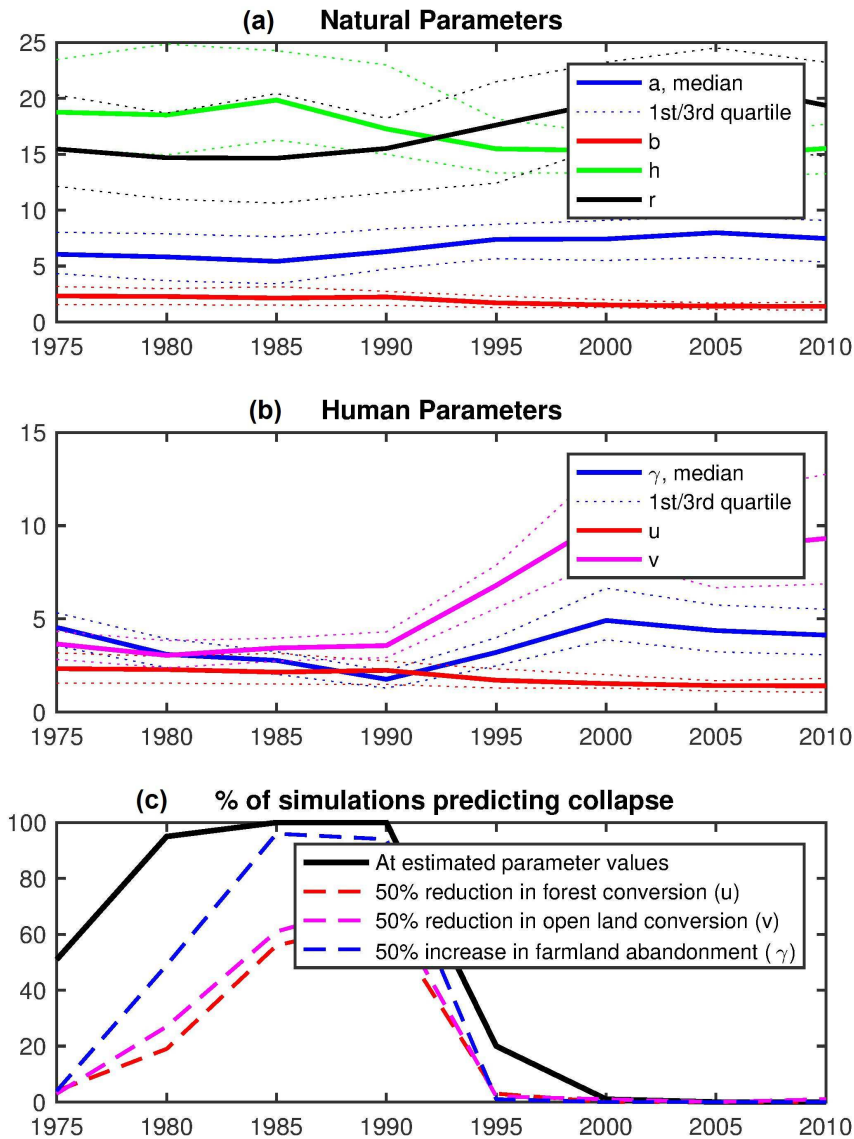 (a) Natural Parameters
25
20
15
10
5
0
a, median
1st/3rd quartile
b
h
r
1975 1980 1985 1990 1995 2000 2005 2010
(b) Human Parameters
15
10
5
0
γ, median
1st/3rd quartile
u
v
1975 1980 1985 1990 1995 2000 2005 2010
(c) % of simulations predicting collapse
100
80
60
40
20
0
At estimated parameter values
50% reduction in forest conversion (u)
50% reduction in open land conversion (v)
50% increase in farmland abandonment ( γ)
1975 1980 1985 1990 1995 2000 2005 2010